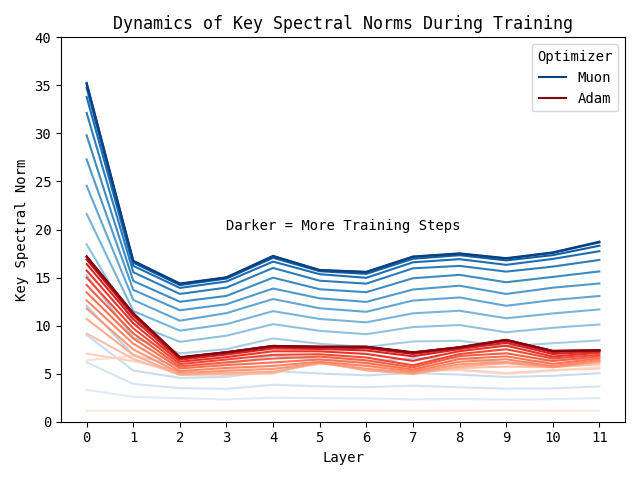 Dynamics of Key Spectral Norms During Training
40
35
30
25
20
15
10
5
0
Key Spectral Norm
Optimizer
Muon
Adam
Darker = More Training Steps
0 1 2 3 4 5 6 7 8 9 10 11
Layer